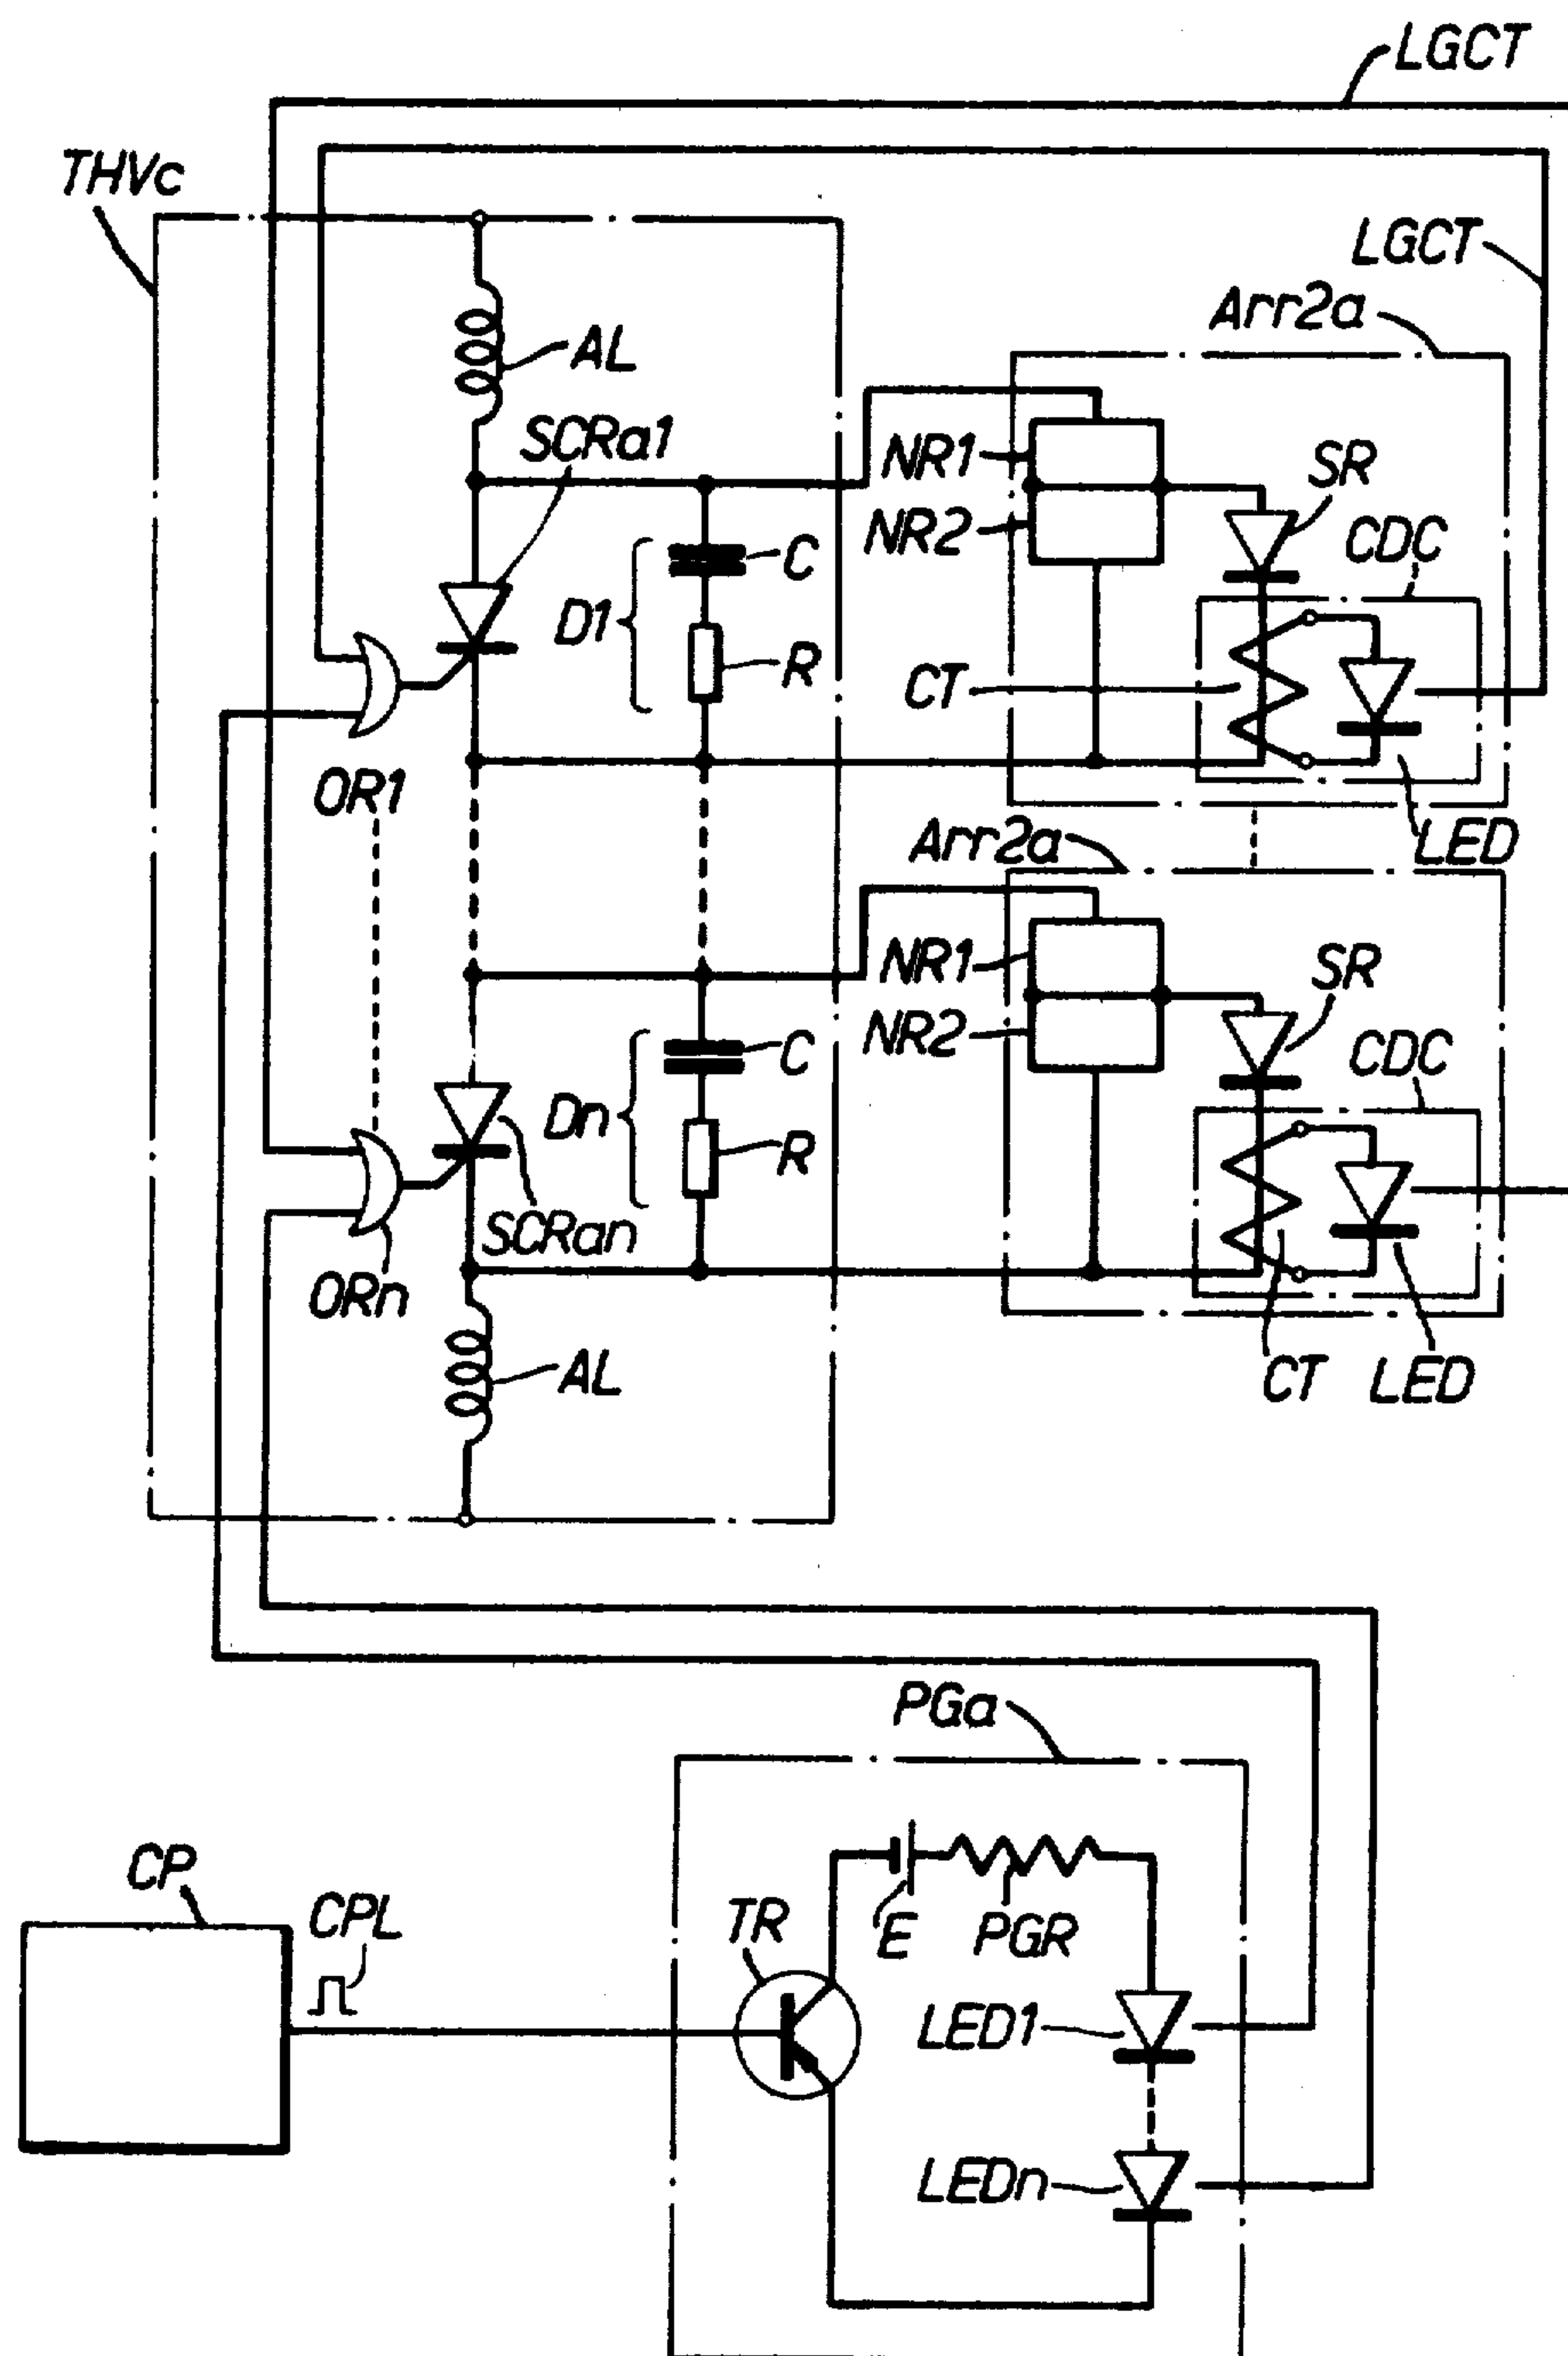 LGCT
THVc
LGCT
Arr2a
AL
SCRa1
NR1
SR
NR2
CDC
C
D1
R
CT
OR1
LED
Arr2a
NR1
SR
NR2
CDC
C
Dn
R
SCRan
ORn
AL
CT
LED
PGa
CP
CPL
TR
E
PGR
LED1
LEDn